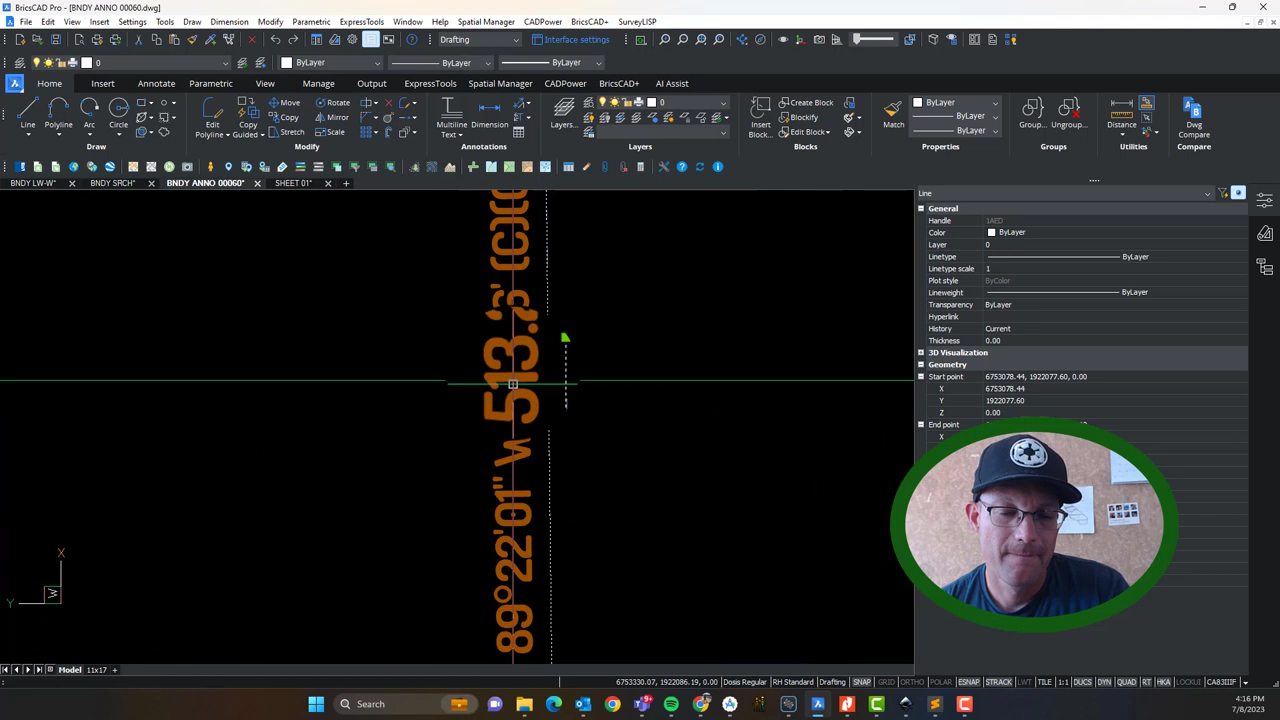 BricsCAD Pro - [BNDY ANNO 00060.dwg]
File Edit View Insert Settings Tools Draw Dimension Modify Parametric ExpressTools Window Help Spatial Manager CADPower BricsCAD+ SurveyLISP
Drafting Interface settings
0 ByLayer ByLayer ByLayer
Home Insert Annotate Parametric View Manage Output ExpressTools Spatial Manager CADPower BricsCAD+ AI Assist
Line Polyline Arc Circle
Edit Polyline Copy Guided Move Copy Stretch Rotate Mirror Scale
Multiline Text Dimension
Layers... 0
Insert Block... Create Block Blockify Edit Block
Match ByLayer ByLayer ByLayer
Group... Ungroup... Distance Dwg Compare
Draw Modify Annotations Layers Blocks Properties Groups Utilities Compare
BNDY LW-W* BNDY SRCH* BNDY ANNO 00060* SHEET 01*
89°22'01" W 513.
Line
General
Handle 1AED
Color ByLayer
Layer 0
Linetype ByLayer
Linetype scale 1
Plot style ByColor
Lineweight ByLayer
Transparency ByLayer
Hyperlink
History Current
Thickness 0.00
3D Visualization
Geometry
Start point 6753078.44, 1922077.60, 0.00
X 6753078.44
Y 1922077.60
Z 0.00
End point
X
X
Y
W
Model 11x17
6753330.07, 1922086.19, 0.00 Dosis Regular RH Standard Drafting SNAP GRID ORTHO POLAR ESNAP STRACK LWT TILE 1:1 DUCS DYN QUAD RT HKA LOCKUI CA83IIIF
Search
4:16 PM
7/8/2023